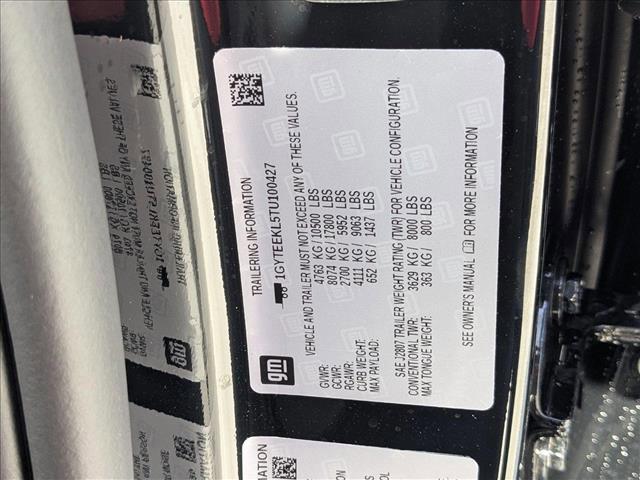 gm
TRAILERING INFORMATION
1GYTEEKL5TU100427
VEHICLE AND TRAILER MUST NOT EXCEED ANY OF THESE VALUES.
GVWR: 4763 KG / 10500 LBS
GCWR: 8074 KG / 17800 LBS
RGAWR: 2700 KG / 5952 LBS
CURB WEIGHT: 4111 KG / 9063 LBS
MAX PAYLOAD: 652 KG / 1437 LBS
SAE J2807 TRAILER WEIGHT RATING (TWR) FOR VEHICLE CONFIGURATION.
CONVENTIONAL TWR: 3629 KG / 8000 LBS
MAX TONGUE WEIGHT: 363 KG / 800 LBS
SEE OWNER'S MANUAL FOR MORE INFORMATION